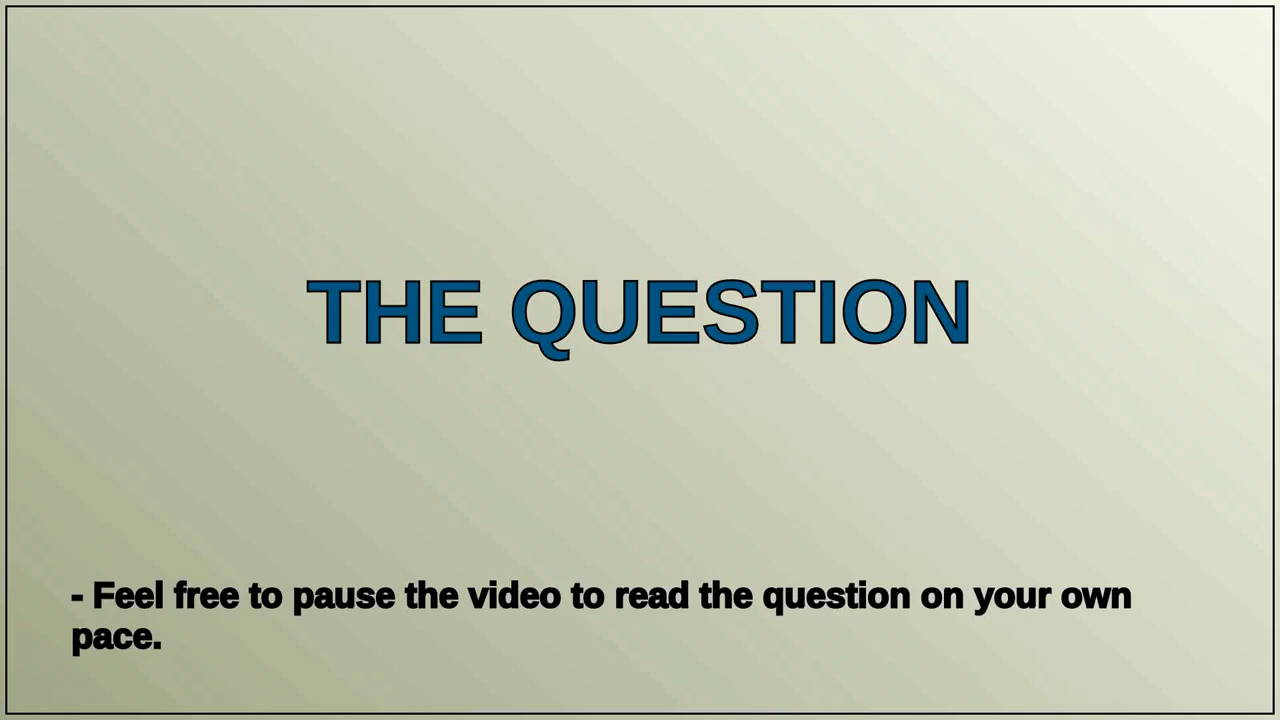 THE QUESTION
- Feel free to pause the video to read the question on your own
pace.